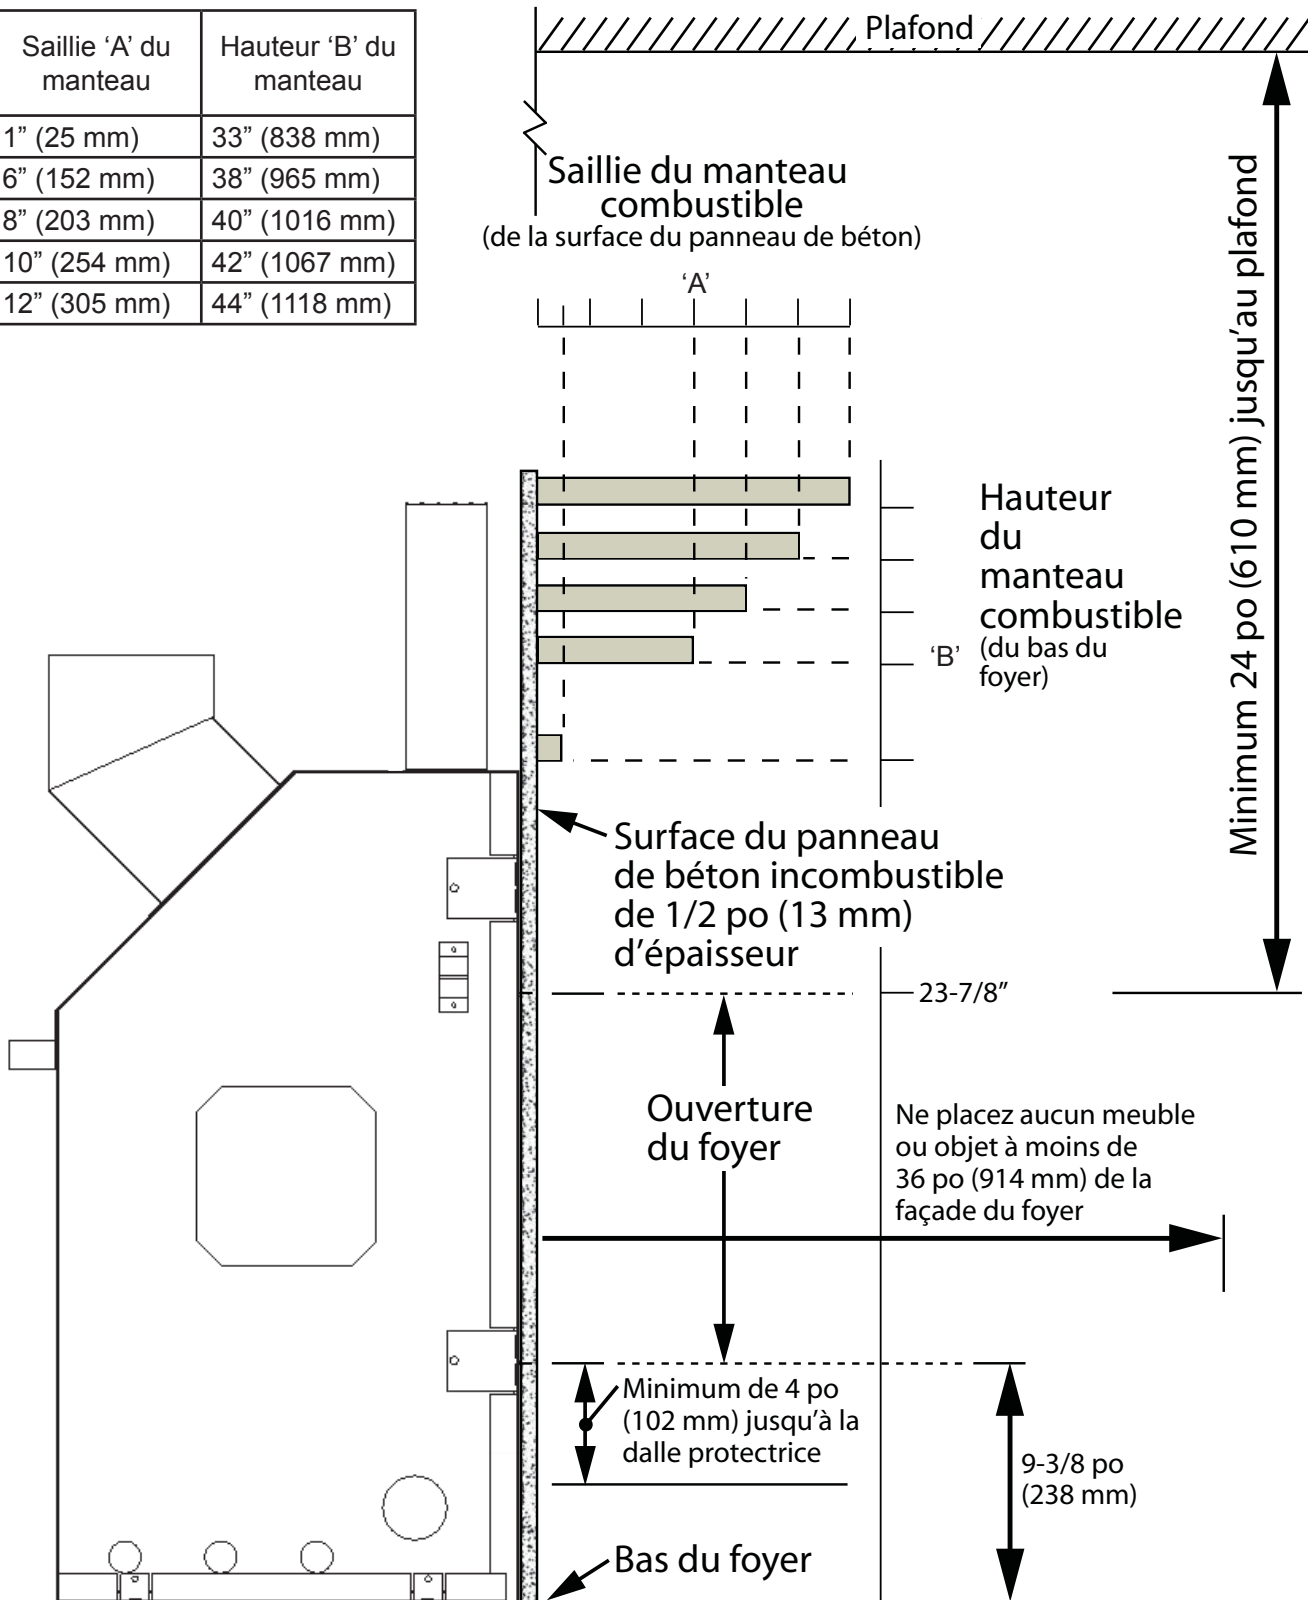 Saillie ‘A’ du
manteau
Hauteur ‘B’ du
manteau
1” (25 mm) 33” (838 mm)
6” (152 mm) 38” (965 mm)
8” (203 mm) 40” (1016 mm)
10” (254 mm) 42” (1067 mm)
12” (305 mm) 44” (1118 mm)
Plafond
Saillie du manteau
combustible
(de la surface du panneau de béton)
‘A’
Minimum 24 po (610 mm) jusqu’au plafond
Hauteur
du
manteau
combustible
(du bas du
foyer)
‘B’
Surface du panneau
de béton incombustible
de 1/2 po (13 mm)
d’épaisseur
23-7/8”
Ouverture
du foyer
Ne placez aucun meuble
ou objet à moins de
36 po (914 mm) de la
façade du foyer
Minimum de 4 po
(102 mm) jusqu’à la
dalle protectrice
9-3/8 po
(238 mm)
Bas du foyer